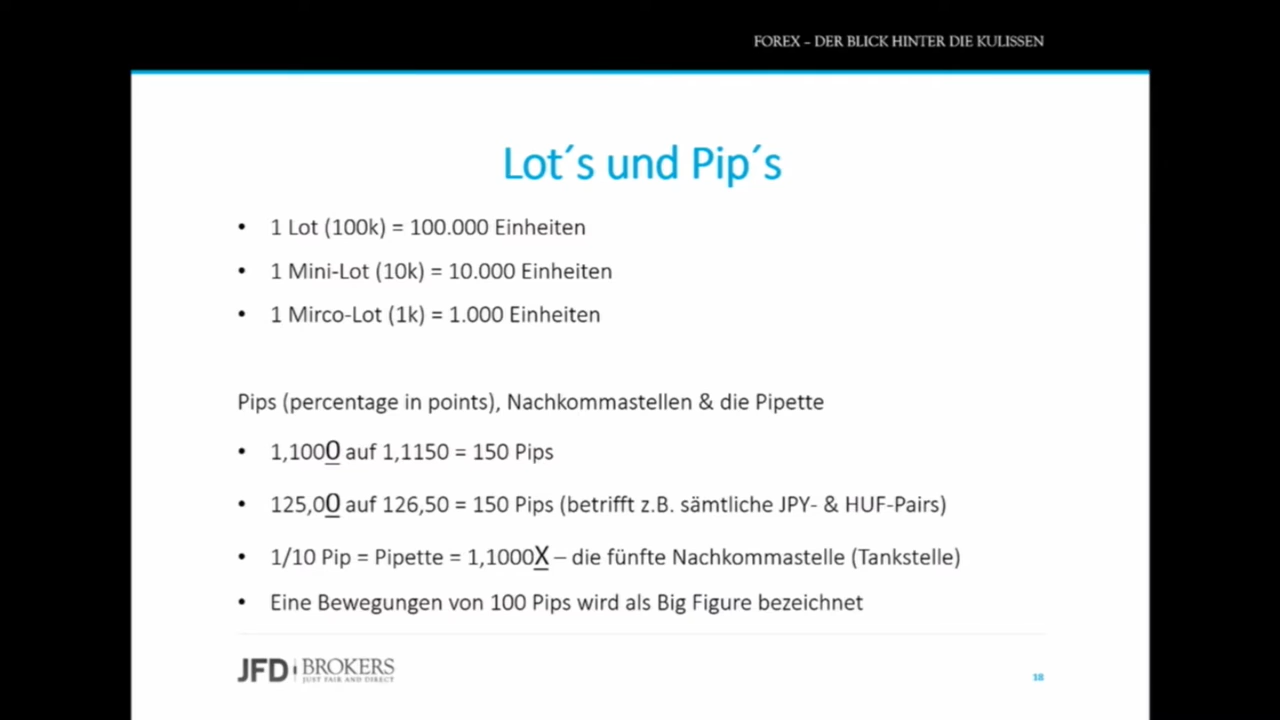 FOREX – DER BLICK HINTER DIE KULISSEN
Lot´s und Pip´s
• 1 Lot (100k) = 100.000 Einheiten
• 1 Mini-Lot (10k) = 10.000 Einheiten
• 1 Mirco-Lot (1k) = 1.000 Einheiten
Pips (percentage in points), Nachkommastellen & die Pipette
• 1,1000 auf 1,1150 = 150 Pips
• 125,00 auf 126,50 = 150 Pips (betrifft z.B. sämtliche JPY- & HUF-Pairs)
• 1/10 Pip = Pipette = 1,1000X – die fünfte Nachkommastelle (Tankstelle)
• Eine Bewegungen von 100 Pips wird als Big Figure bezeichnet
JFD BROKERS
JUST FAIR AND DIRECT
18